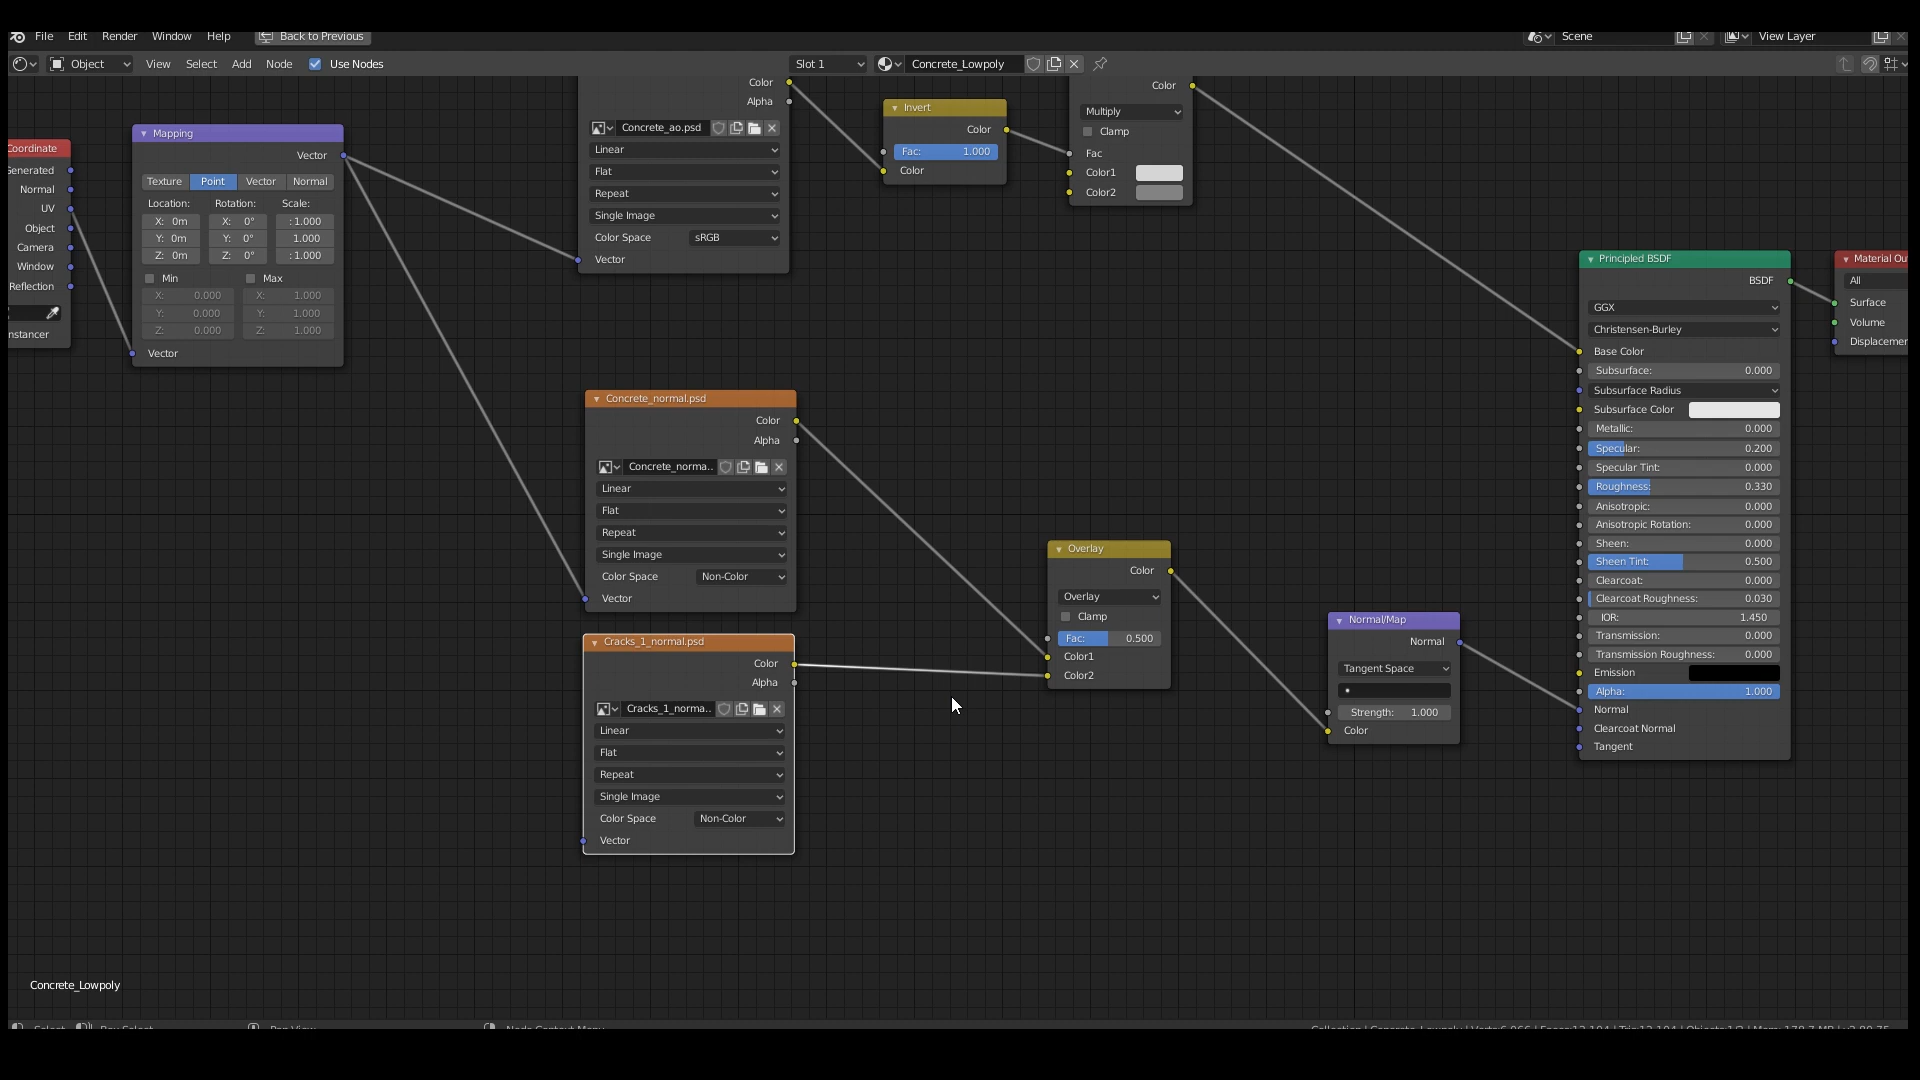 File Edit Render Window Help Back to Previous Scene View Layer
Object View Select Add Node Use Nodes Slot 1 Concrete_Lowpoly
Coordinate
Generated
Normal
UV
Object
Camera
Window
Reflection
Mapping
Vector
Texture Point Vector Normal
Location: Rotation: Scale:
X: 0m X: 0° : 1.000
Y: 0m Y: 0° 1.000
Z: 0m Z: 0° : 1.000
Min Max
X: 0.000 X: 1.000
Y: 0.000 Y: 1.000
Z: 0.000 Z: 1.000
Vector
Color
Alpha
Concrete_ao.psd
Linear
Flat
Repeat
Single Image
Color Space sRGB
Vector
Invert
Color
Fac: 1.000
Color
Color
Multiply
Clamp
Fac
Color1
Color2
Concrete_normal.psd
Color
Alpha
Concrete_norma..
Linear
Flat
Repeat
Single Image
Color Space Non-Color
Vector
Cracks_1_normal.psd
Color
Alpha
Cracks_1_norma..
Linear
Flat
Repeat
Single Image
Color Space Non-Color
Vector
Overlay
Color
Overlay
Clamp
Fac: 0.500
Color1
Color2
Normal/Map
Normal
Tangent Space
Strength: 1.000
Color
Principled BSDF
BSDF
GGX
Christensen-Burley
Base Color
Subsurface: 0.000
Subsurface Radius
Subsurface Color
Metallic: 0.000
Specular: 0.200
Specular Tint: 0.000
Roughness: 0.330
Anisotropic: 0.000
Anisotropic Rotation: 0.000
Sheen: 0.000
Sheen Tint: 0.500
Clearcoat: 0.000
Clearcoat Roughness: 0.030
IOR: 1.450
Transmission: 0.000
Transmission Roughness: 0.000
Emission
Alpha: 1.000
Normal
Clearcoat Normal
Tangent
Material Ou
All
Surface
Volume
Displacemer
Concrete_Lowpoly
Select Box Select Pan View Node Context Menu